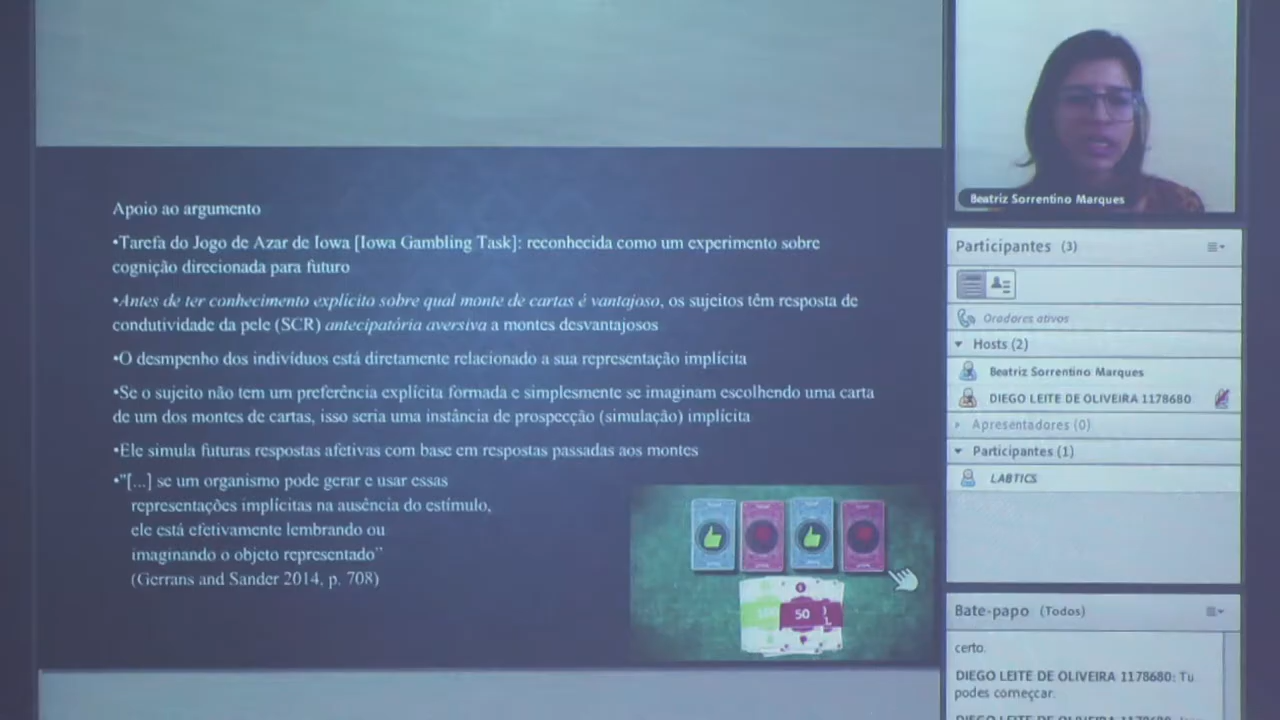 Apoio ao argumento
•Tarefa do Jogo de Azar de Iowa [Iowa Gambling Task]: reconhecida como um experimento sobre
cognição direcionada para futuro
•Antes de ter conhecimento explícito sobre qual monte de cartas é vantajoso, os sujeitos têm resposta de
condutividade da pele (SCR) antecipatória aversiva a montes desvantajosos
•O desmpenho dos indivíduos está diretamente relacionado a sua representação implícita
•Se o sujeito não tem um preferência explícita formada e simplesmente se imaginam escolhendo uma carta
de um dos montes de cartas, isso seria uma instância de prospecção (simulação) implícita
•Ele simula futuras respostas afetivas com base em respostas passadas aos montes
•"[...] se um organismo pode gerar e usar essas
representações implícitas na ausência do estímulo,
ele está efetivamente lembrando ou
imaginando o objeto representado"
(Gerrans and Sander 2014, p. 708)
50
Beatriz Sorrentino Marques
Participantes (3)
Oradores ativos
Hosts (2)
Beatriz Sorrentino Marques
DIEGO LEITE DE OLIVEIRA 1178680
Apresentadores (0)
Participantes (1)
LABTICS
Bate-papo (Todos)
certo.
DIEGO LEITE DE OLIVEIRA 1178680: Tu
podes começcar.
DIEGO LEITE DE OLIVEIRA 1178680: